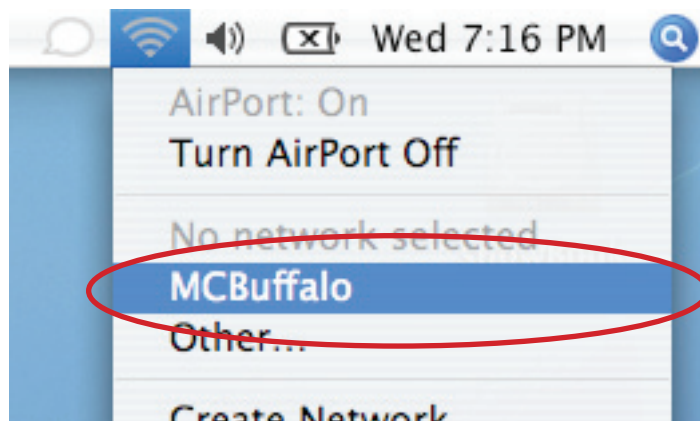 Wed 7:16 PM
AirPort: On
Turn AirPort Off
No network selected
MCBuffalo
Other...
Create Network